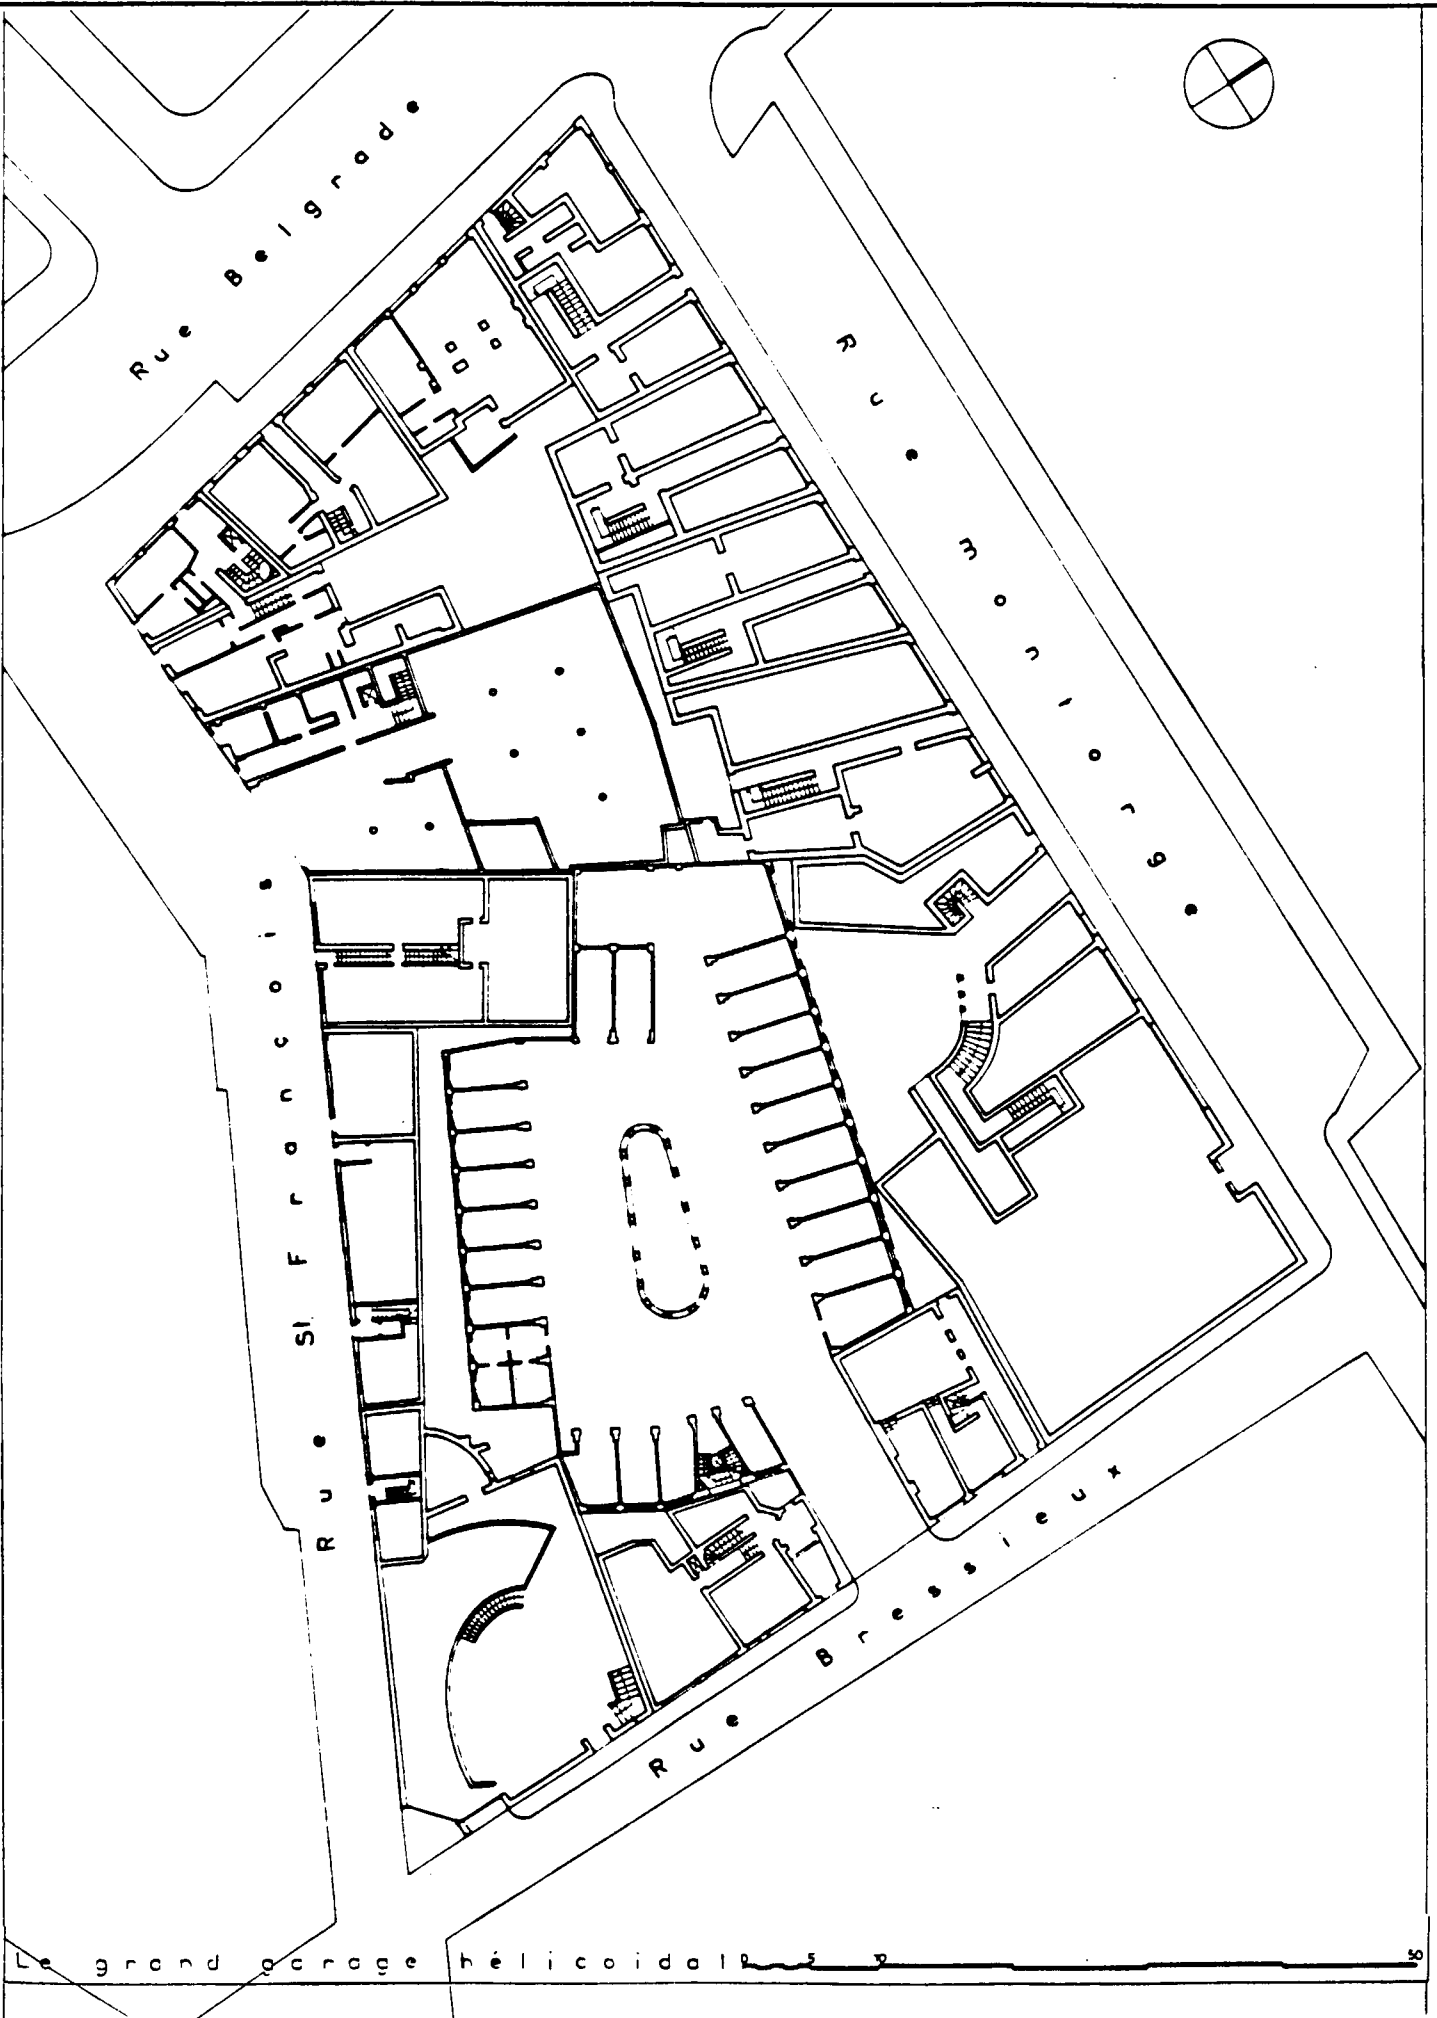 Rue Belgrade
Rue Montorge
Rue St. François
Rue Bressieux
Le grand garage hélicoidal
0 5 10 50